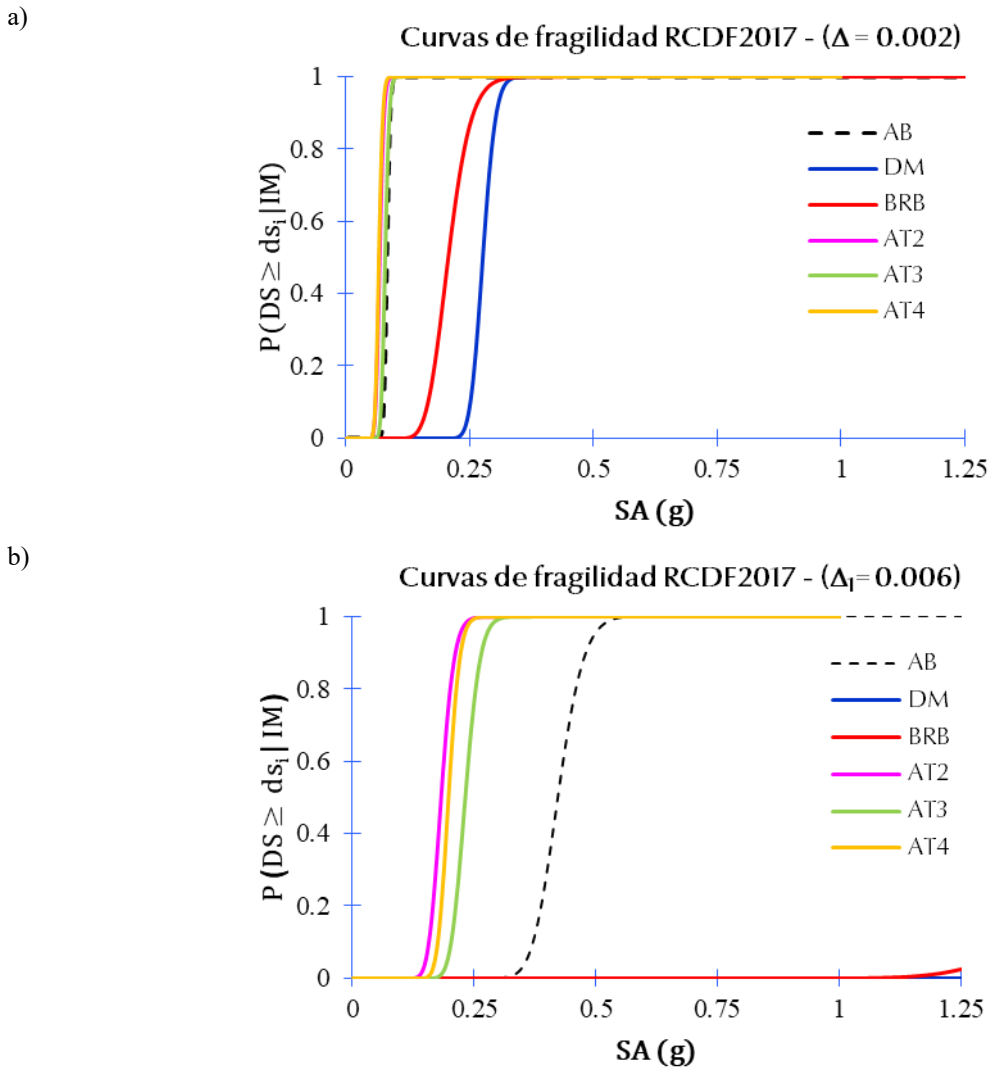 a)
Curvas de fragilidad RCDF2017 - (Δ = 0.002)
1
0.8
0.6
0.4
0.2
0
P(DS ≥ dsᵢ|IM)
AB
DM
BRB
AT2
AT3
AT4
0 0.25 0.5 0.75 1 1.25
SA (g)
b)
Curvas de fragilidad RCDF2017 - (Δₗ= 0.006)
1
0.8
0.6
0.4
0.2
0
P(DS ≥ dsᵢ|IM)
AB
DM
BRB
AT2
AT3
AT4
0 0.25 0.5 0.75 1 1.25
SA (g)